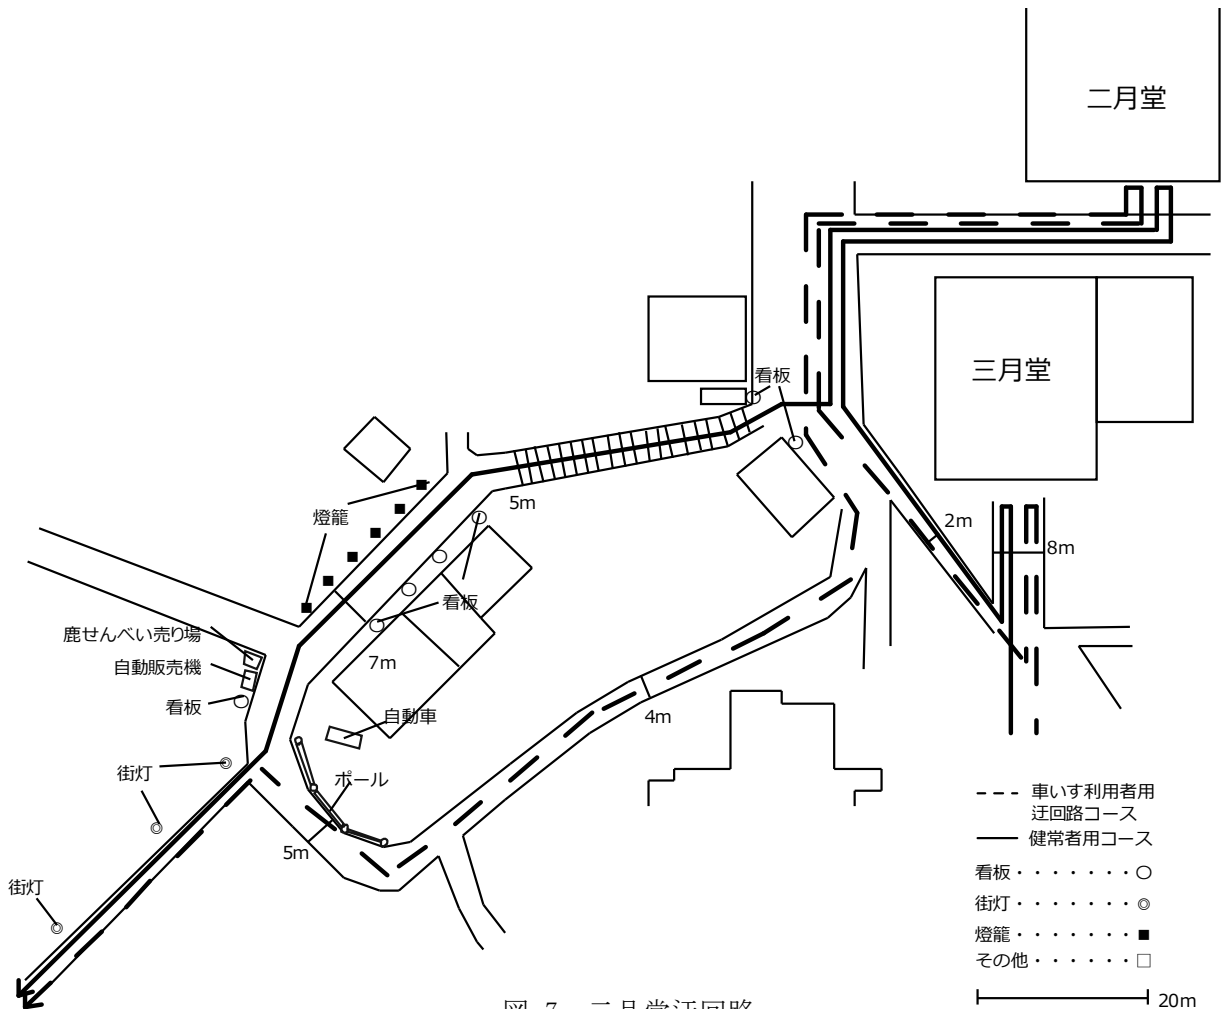 二月堂
三月堂
看板
5m
燈籠
2m
8m
看板
鹿せんべい売り場
自動販売機
7m
看板
自動車
4m
街灯
ポール
5m
街灯
車いす利用者用
迂回路コース
健常者用コース
看板・・・・・・・○
街灯・・・・・・・◎
燈籠・・・・・・・■
その他・・・・・・□
20m